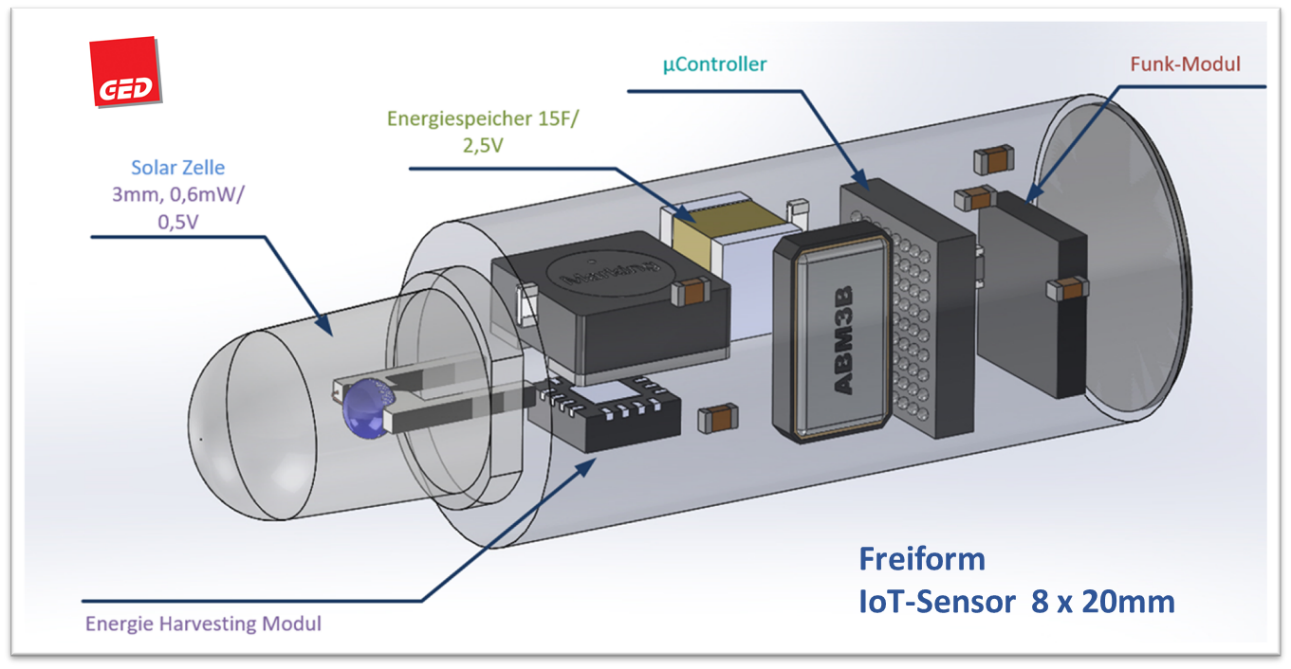 GED
µController
Funk-Modul
Energiespeicher 15F/
2,5V
Solar Zelle
3mm, 0,6mW/
0,5V
Marking
ABM3B
Freiform
IoT-Sensor 8 x 20mm
Energie Harvesting Modul